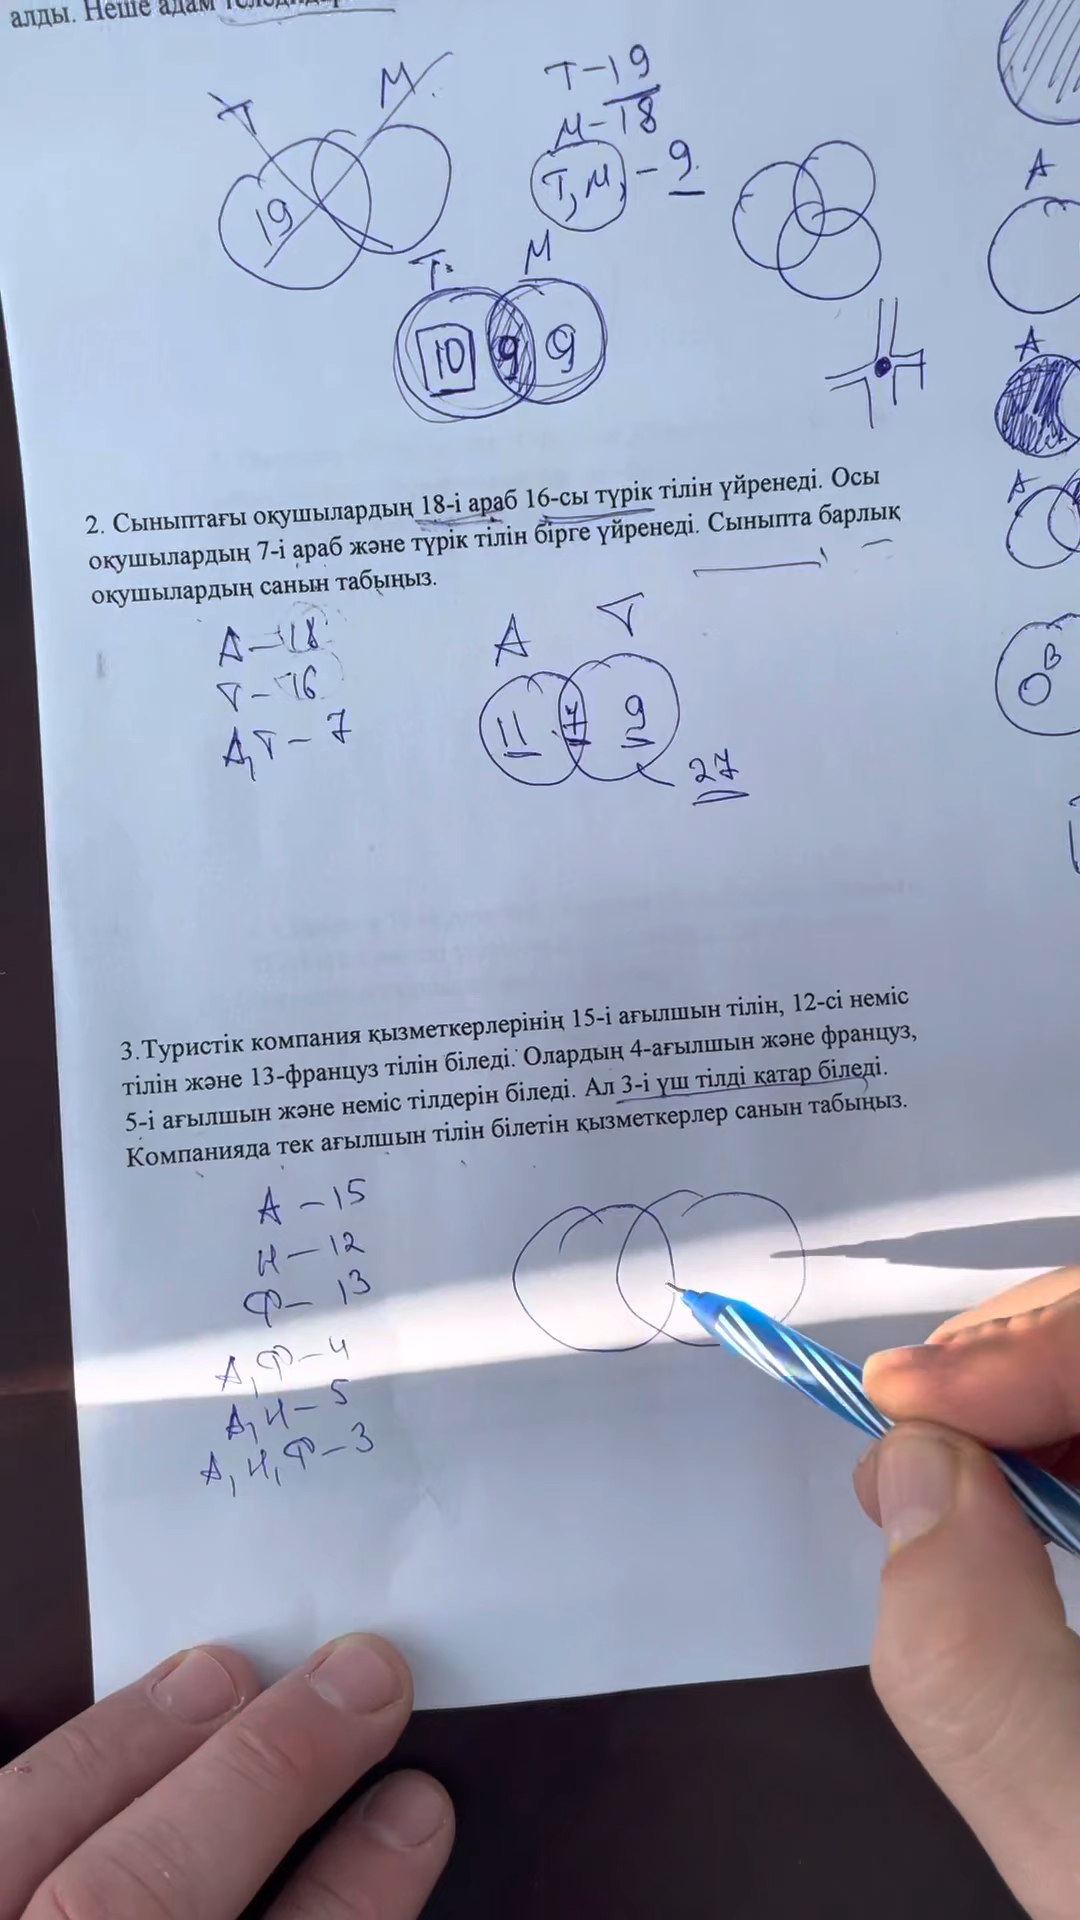 алды. Неше адам
Т М
Т-19
М-18
Т,М,-9
19
Т М
10 9 9
А
А
А
2. Сыныптағы оқушылардың 18-і араб 16-сы түрік тілін үйренеді. Осы
оқушылардың 7-і араб және түрік тілін бірге үйренеді. Сыныпта барлық
оқушылардың санын табыңыз.
А-18
Т-16
А,Т-7
А Т
11 7 9
27
В
3.Туристік компания қызметкерлерінің 15-і ағылшын тілін, 12-сі неміс
тілін және 13-француз тілін біледі. Олардың 4-ағылшын және француз,
5-і ағылшын және неміс тілдерін біледі. Ал 3-і үш тілді қатар біледі.
Компанияда тек ағылшын тілін білетін қызметкерлер санын табыңыз.
А-15
Н-12
Ф-13
А,Ф-4
А,Н-5
А,Н,Ф-3